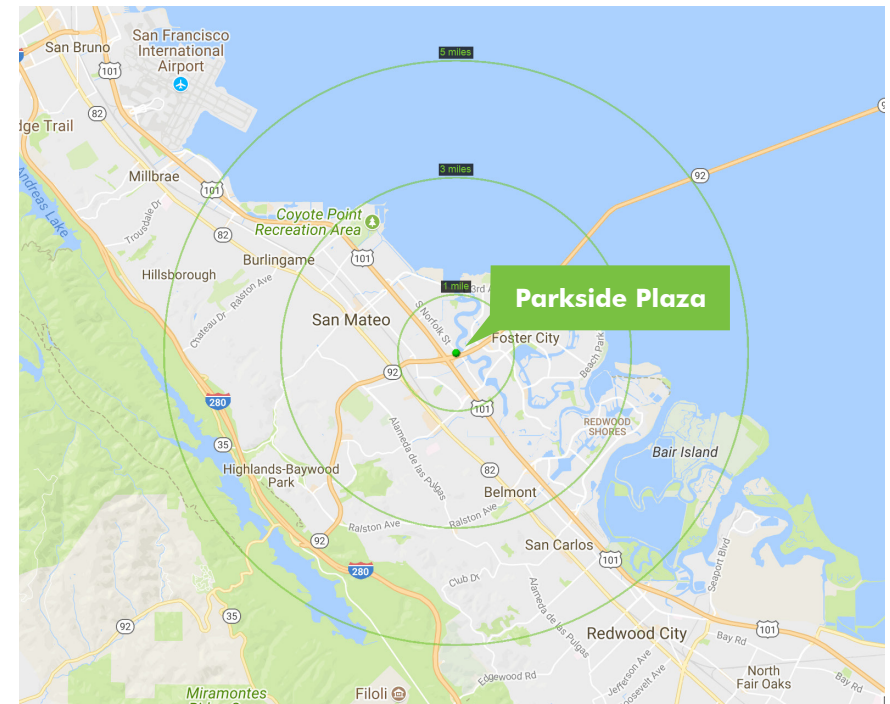 5 miles
San Francisco
International
Airport
San Bruno
101
82
Trail
92
3 miles
Millbrae
101
92
Andreas Lake
Trousdale Dr
Coyote Point
Recreation Area
82
101
Burlingame
Hillsborough
Ralston Ave
Chateau Dr
1 mile
3rd A
Parkside Plaza
S Norfolk St
San Mateo
Foster City
Beach Park
92
280
101
REDWOOD
SHORES
Alameda de las Pulgas
35
Bair Island
Highlands-Baywood
Park
82
Belmont
Ralston Ave
Ralston Ave
92
San Carlos
101
280
Club Dr
Seaport Blvd
Alameda de las Pulgas
35
92
Redwood City
101
Bay Rd
Edgewood Rd
Jefferson Ave
North
Fair Oaks
Bay Rd
Miramontes
Filoli